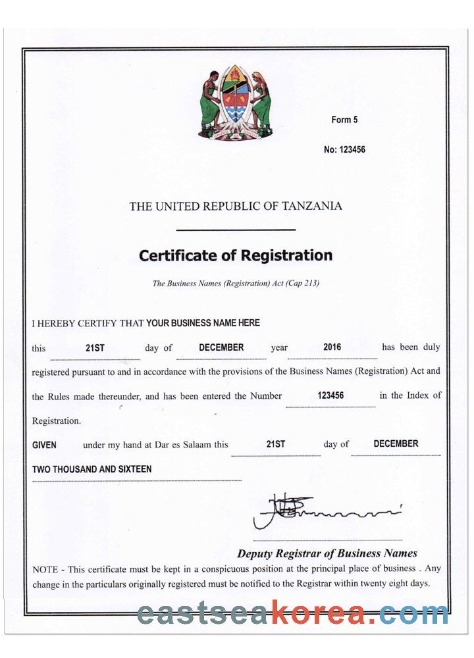 Form 5
No: 123456
THE UNITED REPUBLIC OF TANZANIA
Certificate of Registration
The Business Names (Registration) Act (Cap 213)
I HEREBY CERTIFY THAT YOUR BUSINESS NAME HERE
this 21ST day of DECEMBER year 2016 has been duly
registered pursuant to and in accordance with the provisions of the Business Names (Registration) Act and
the Rules made thereunder, and has been entered the Number 123456 in the Index of
Registration.
GIVEN under my hand at Dar es Salaam this 21ST day of DECEMBER
TWO THOUSAND AND SIXTEEN
Deputy Registrar of Business Names
NOTE - This certificate must be kept in a conspicuous position at the principal place of business . Any
change in the particulars originally registered must be notified to the Registrar within twenty eight days.
eastseakorea.com